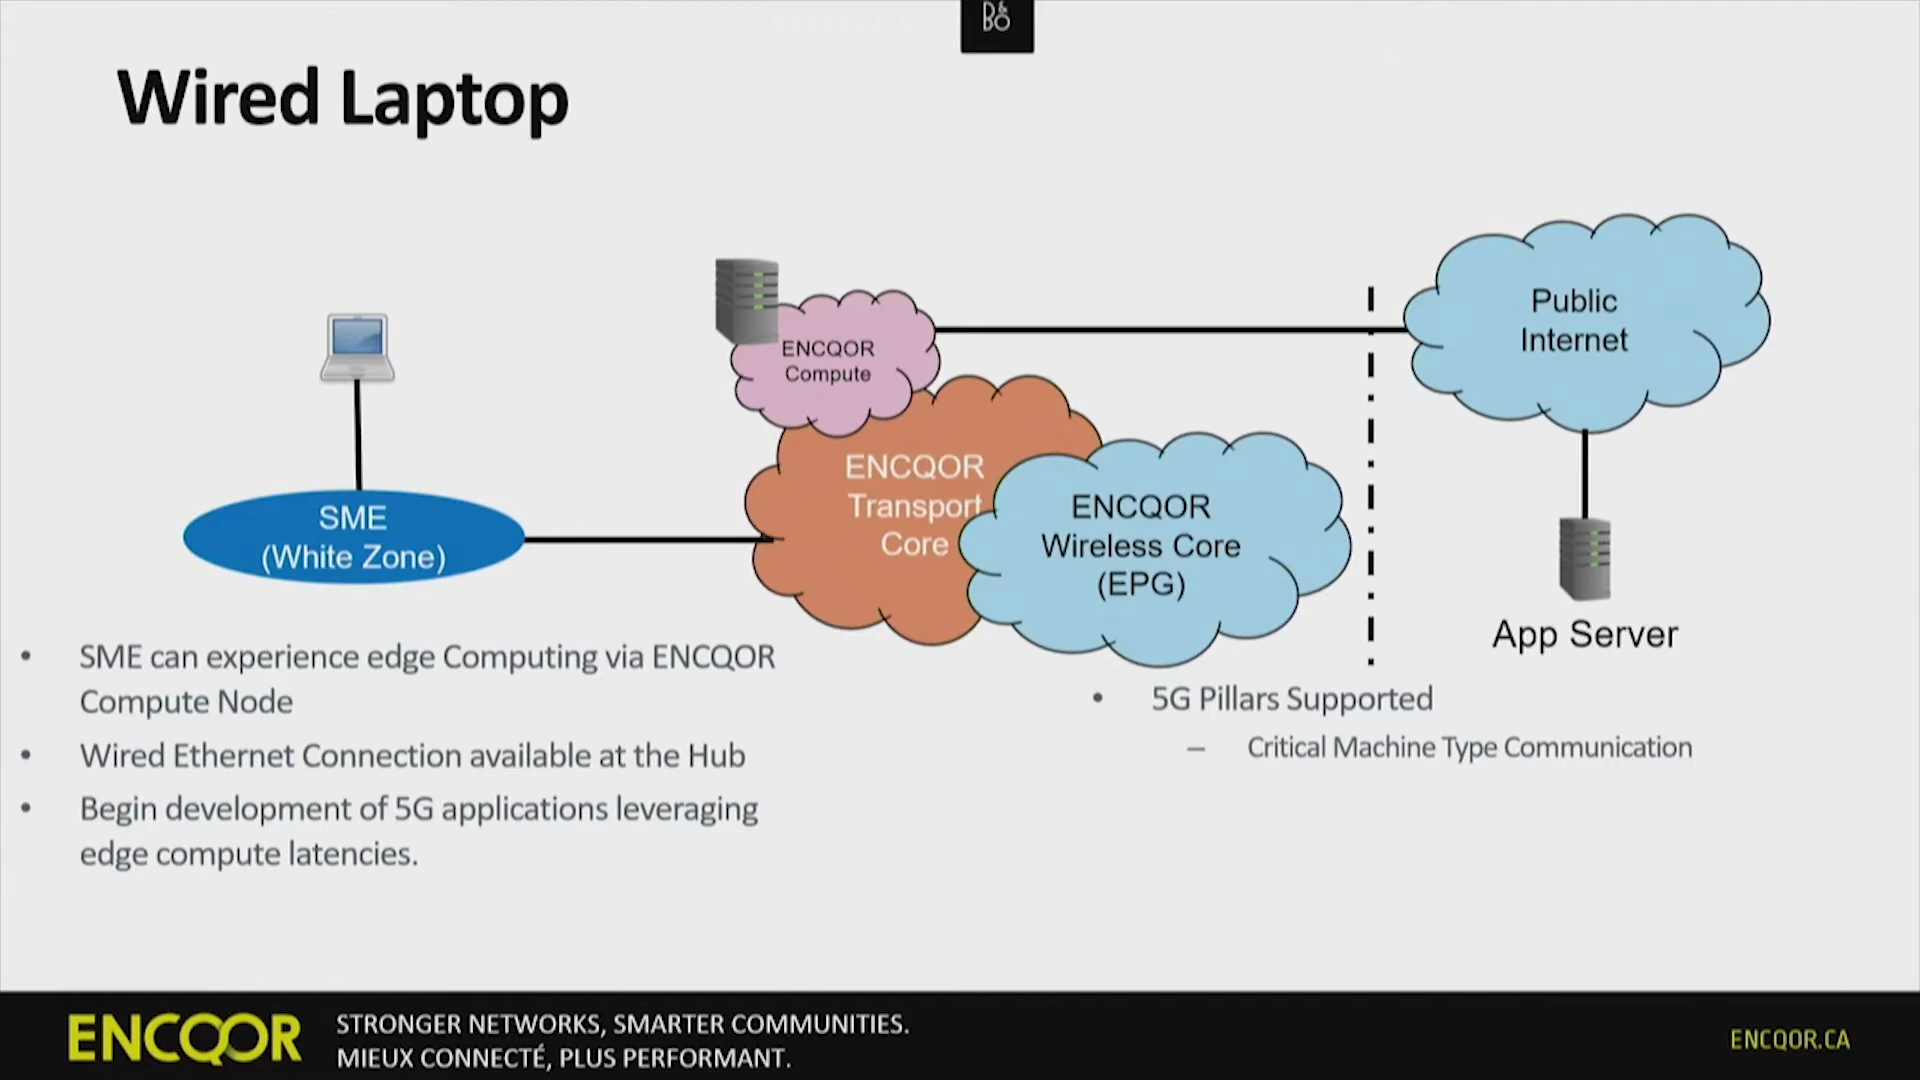 B&O
Wired Laptop
Public
Internet
ENCQOR
Compute
ENCQOR
Transport
Core
ENCQOR
Wireless Core
(EPG)
SME
(White Zone)
App Server
• SME can experience edge Computing via ENCQOR
Compute Node
• Wired Ethernet Connection available at the Hub
• Begin development of 5G applications leveraging
edge compute latencies.
• 5G Pillars Supported
– Critical Machine Type Communication
ENCQOR
STRONGER NETWORKS, SMARTER COMMUNITIES.
MIEUX CONNECTÉ, PLUS PERFORMANT.
ENCQOR.CA